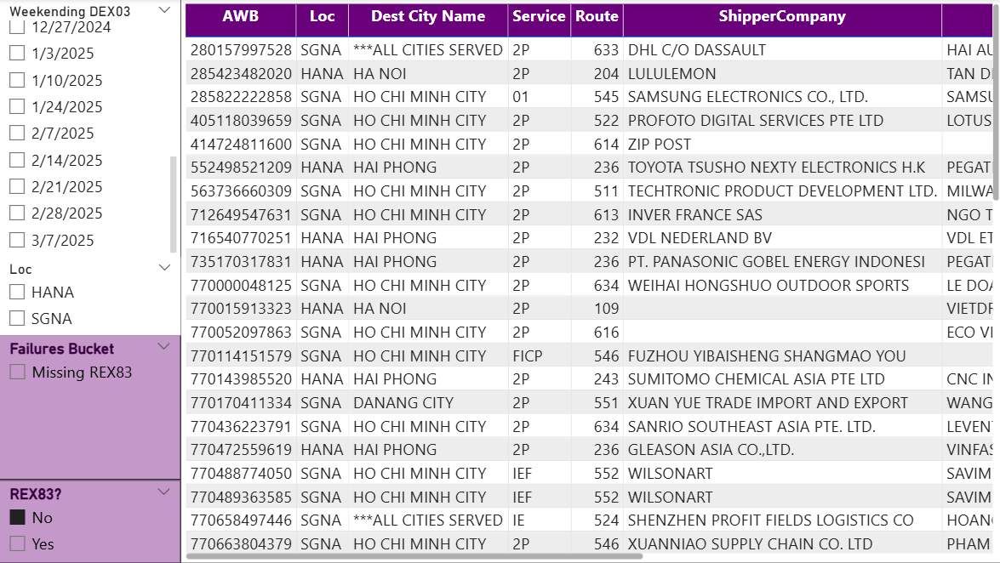 Weekending DEX03
12/27/2024
1/3/2025
1/10/2025
1/24/2025
2/7/2025
2/14/2025
2/21/2025
2/28/2025
3/7/2025
Loc
HANA
SGNA
Failures Bucket
Missing REX83
REX83?
No
Yes
AWB Loc Dest City Name Service Route ShipperCompany
280157997528 SGNA ***ALL CITIES SERVED 2P 633 DHL C/O DASSAULT HAI AU
285423482020 HANA HA NOI 2P 204 LULULEMON TAN
285822222858 SGNA HO CHI MINH CITY 01 545 SAMSUNG ELECTRONICS CO., LTD. SAMSU
405118039659 SGNA HO CHI MINH CITY 2P 522 PROFOTO DIGITAL SERVICES PTE LTD LOTUS
414724811600 SGNA HO CHI MINH CITY 2P 614 ZIP POST
552498521209 HANA HAI PHONG 2P 236 TOYOTA TSUSHO NEXTY ELECTRONICS H.K PEGAT
563736660309 SGNA HO CHI MINH CITY 2P 511 TECHTRONIC PRODUCT DEVELOPMENT LTD. MILWA
712649547631 SGNA HO CHI MINH CITY 2P 613 INVER FRANCE SAS NGO T
716540770251 HANA HAI PHONG 2P 232 VDL NEDERLAND BV VDL ET
735170317831 HANA HAI PHONG 2P 236 PT. PANASONIC GOBEL ENERGY INDONESI PEGAT
770000048125 SGNA HO CHI MINH CITY 2P 634 WEIHAI HONGSHUO OUTDOOR SPORTS LE DOA
770015913323 HANA HA NOI 2P 109 VIETDR
770052097863 SGNA HO CHI MINH CITY 2P 616 ECO VI
770114151579 SGNA HO CHI MINH CITY FICP 546 FUZHOU YIBAISHENG SHANGMAO YOU
770143985520 HANA HAI PHONG 2P 243 SUMITOMO CHEMICAL ASIA PTE LTD CNC IN
770170411334 SGNA DANANG CITY 2P 551 XUAN YUE TRADE IMPORT AND EXPORT WANG
770436223791 SGNA HO CHI MINH CITY 2P 634 SANRIO SOUTHEAST ASIA PTE. LTD. LEVEN
770472559619 HANA HAI PHONG 2P 236 GLEASON ASIA CO.,LTD. VINFAS
770488774050 SGNA HO CHI MINH CITY IEF 552 WILSONART SAVIM
770489363585 SGNA HO CHI MINH CITY IEF 552 WILSONART SAVIM
770658497446 SGNA ***ALL CITIES SERVED IE 524 SHENZHEN PROFIT FIELDS LOGISTICS CO HOANG
770663804379 SGNA HO CHI MINH CITY 2P 546 XUANNIAO SUPPLY CHAIN CO. LTD PHAM